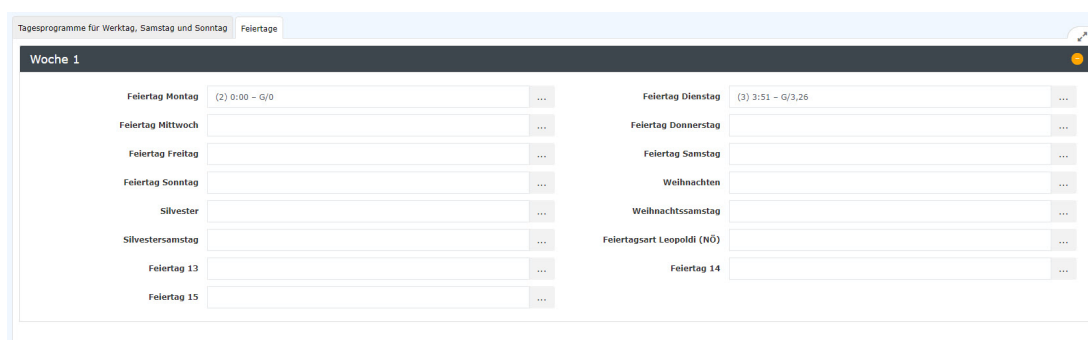 Tagesprogramme für Werktag, Samstag und Sonntag Feiertage
Woche 1
Feiertag Montag (2) 0:00 – G/0 ... Feiertag Dienstag (3) 3:51 – G/3,26 ...
Feiertag Mittwoch ... Feiertag Donnerstag ...
Feiertag Freitag ... Feiertag Samstag ...
Feiertag Sonntag ... Weihnachten ...
Silvester ... Weihnachtssamstag ...
Silvestersamstag ... Feiertagsart Leopoldi (NÖ) ...
Feiertag 13 ... Feiertag 14 ...
Feiertag 15 ...